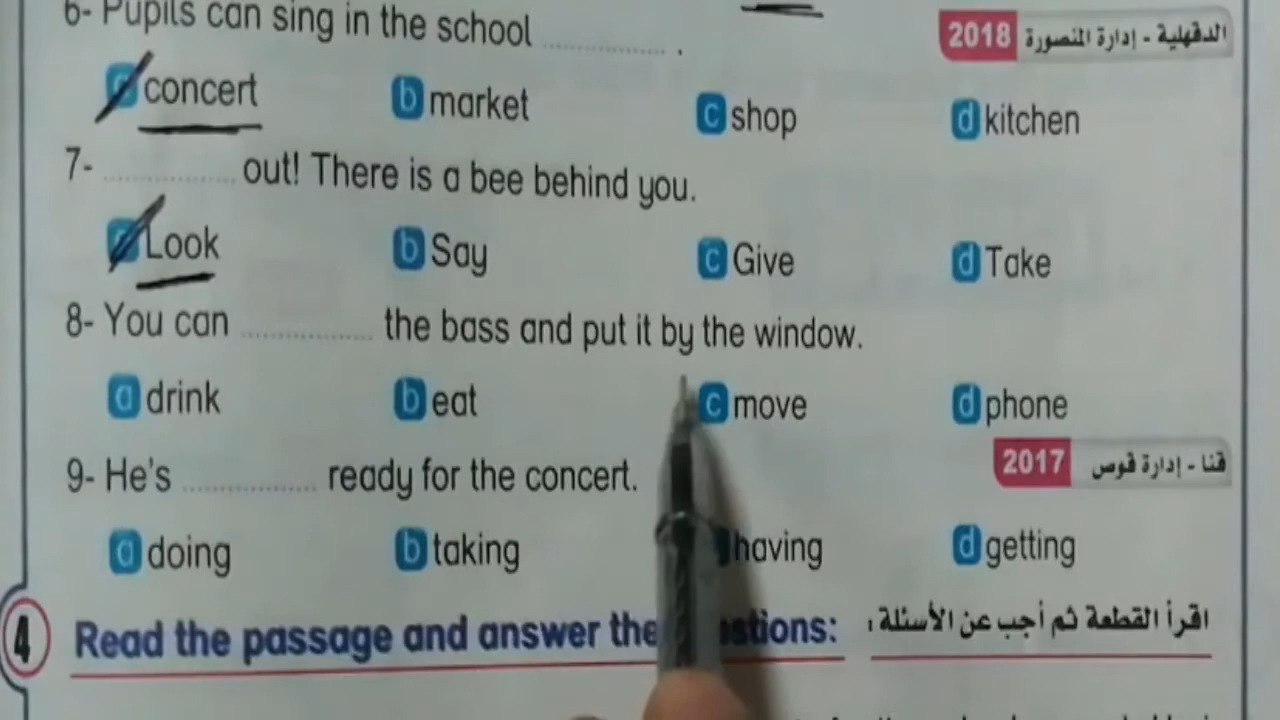 6- Pupils can sing in the school .................. .
الدقهلية - إدارة المنصورة 2018
concert b market c shop d kitchen
7- .................. out! There is a bee behind you.
Look b Say c Give d Take
8- You can .................. the bass and put it by the window.
a drink b eat c move d phone
9- He's .................. ready for the concert.
قنا - إدارة قوس 2017
a doing b taking having d getting
4 Read the passage and answer the
اقرأ القطعة ثم أجب عن الأسئلة :